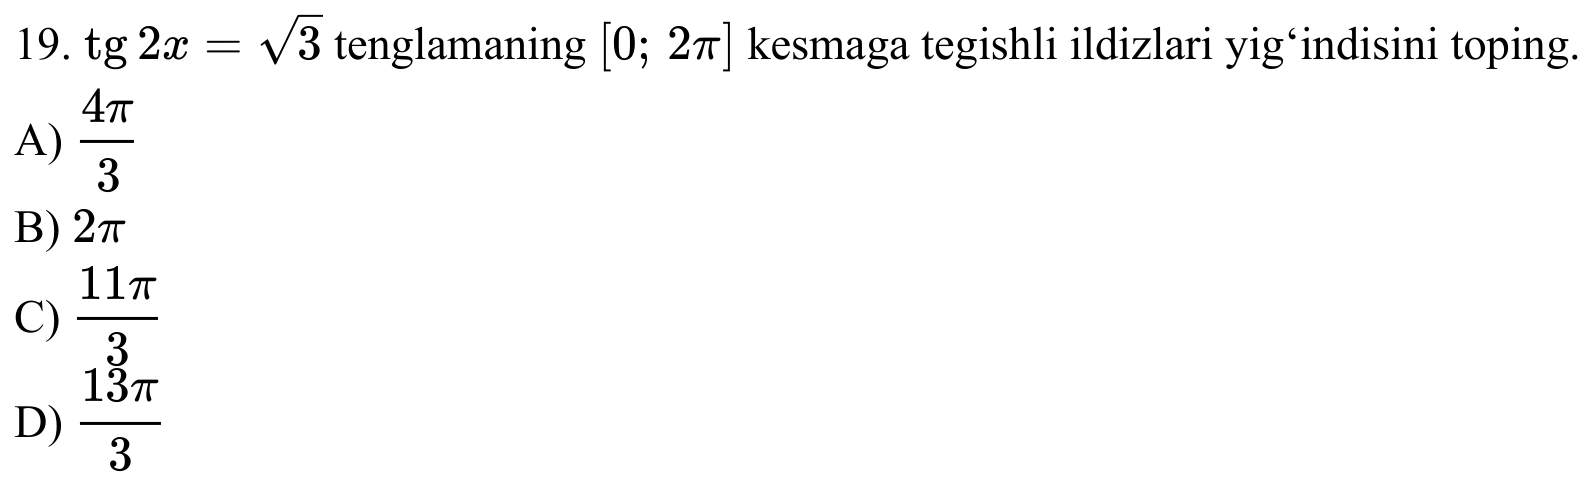 19. tg 2x = √3 tenglamaning [0; 2π] kesmaga tegishli ildizlari yig‘indisini toping.
A) 4π/3
B) 2π
C) 11π/3
D) 13π/3